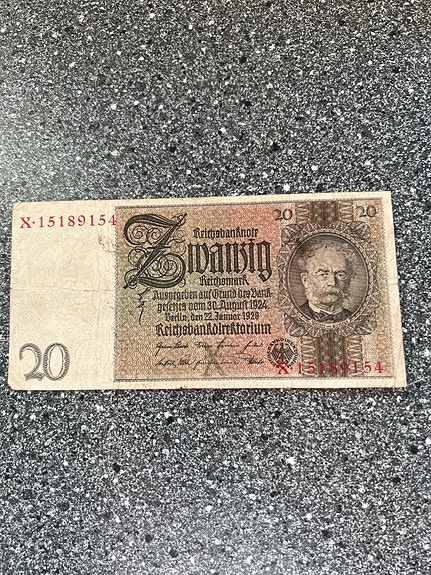 X·15189154
20
20
Reichsbanknote
Zwanzig
Reichsmark
Ausgegeben auf Grund des Bank-
gesetzes vom 30. August 1924.
Berlin, den 22. Januar 1929
Reichsbankdirektorium
X
20
X·15189154